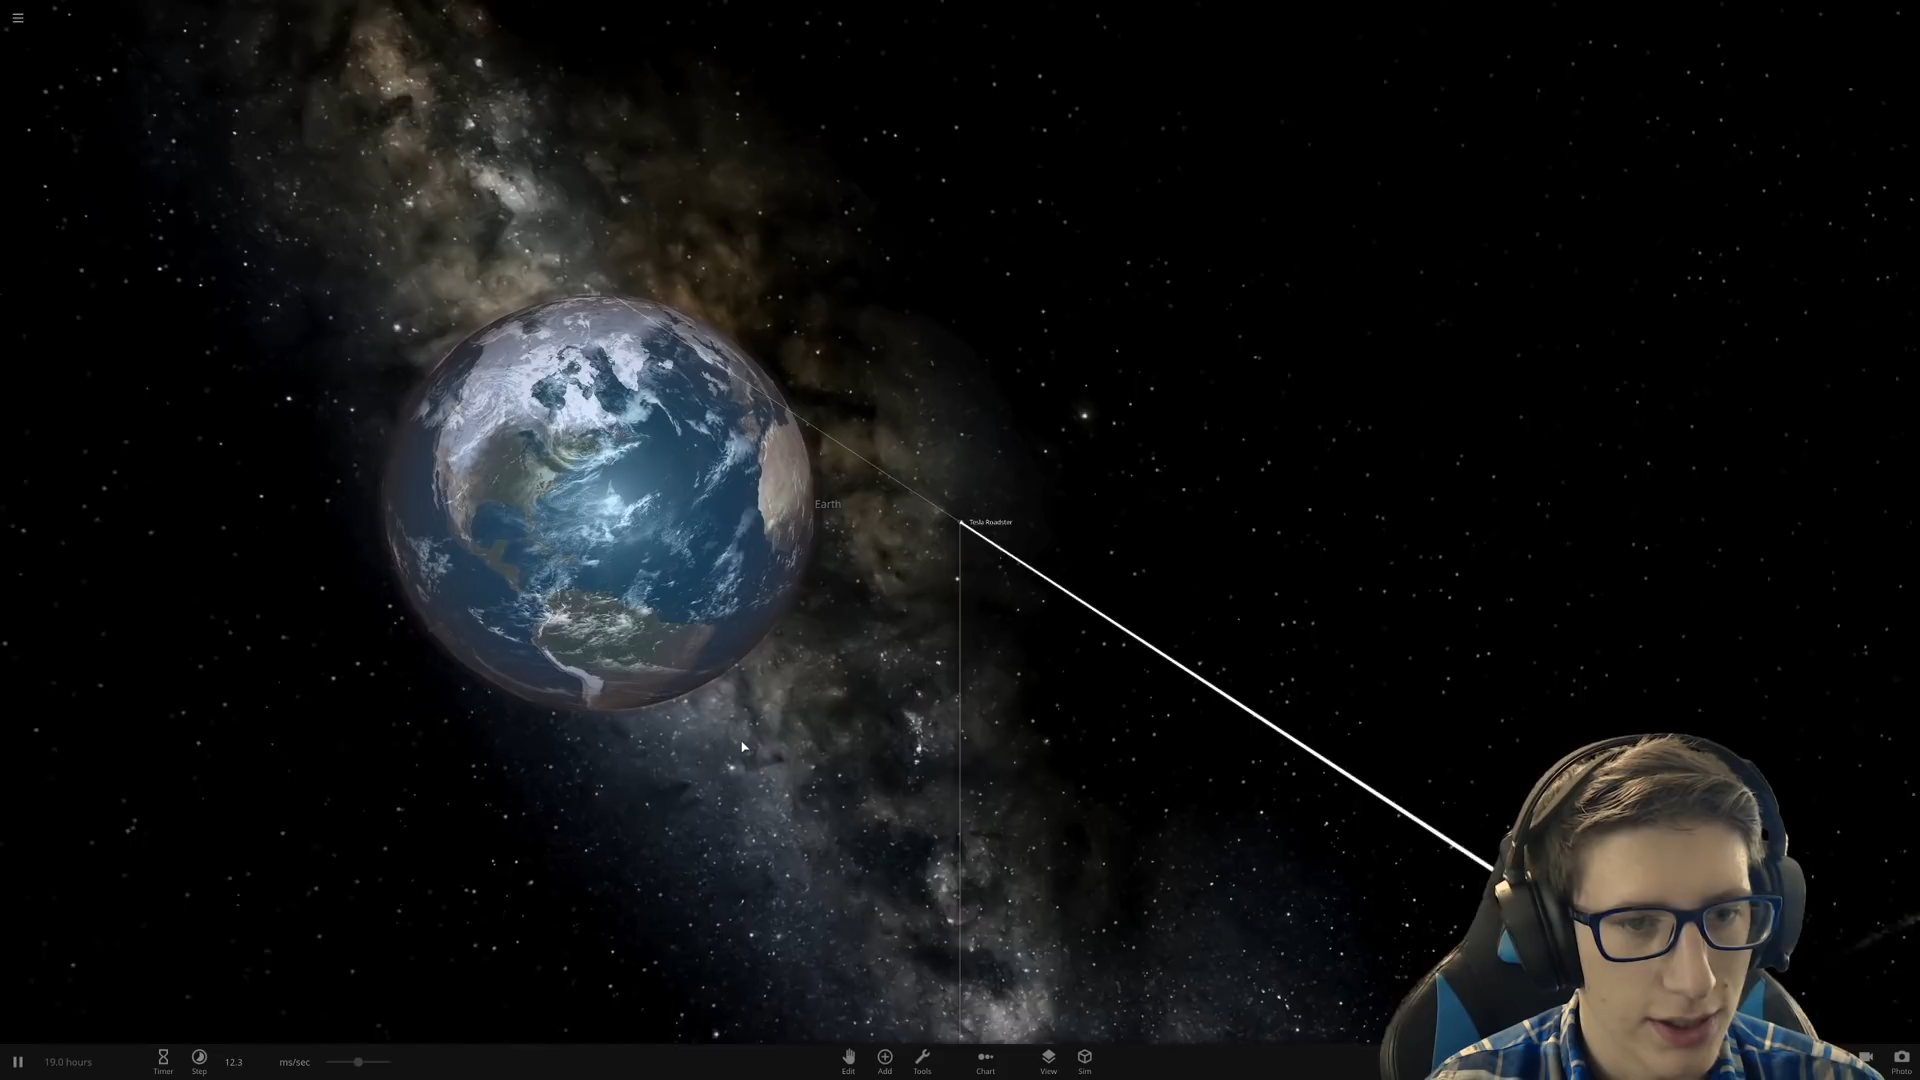 Earth
Tesla Roadster
19.0 hours
Timer
Step
12.3
ms/sec
Edit
Add
Tools
Chart
View
Sim
Photo